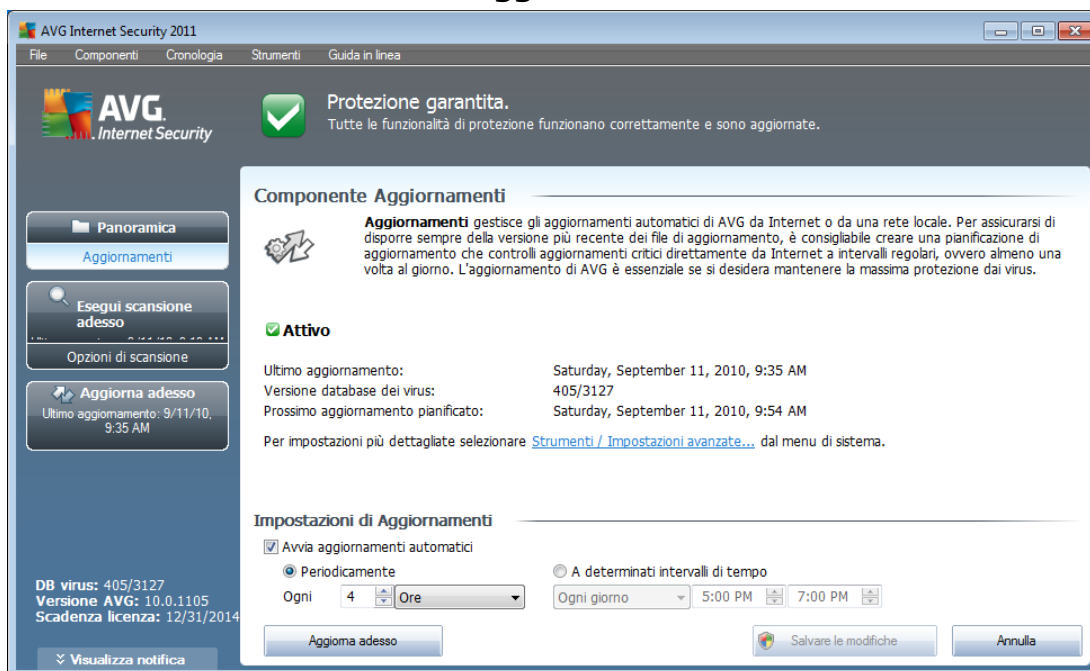 AVG Internet Security 2011
File Componenti Cronologia Strumenti Guida in linea
AVG.
Internet Security
Protezione garantita.
Tutte le funzionalità di protezione funzionano correttamente e sono aggiornate.
Panoramica
Aggiornamenti
Esegui scansione
adesso
Opzioni di scansione
Aggiorna adesso
Ultimo aggiornamento: 9/11/10,
9:35 AM
DB virus: 405/3127
Versione AVG: 10.0.1105
Scadenza licenza: 12/31/2014
Visualizza notifica
Componente Aggiornamenti
Aggiornamenti gestisce gli aggiornamenti automatici di AVG da Internet o da una rete locale. Per assicurarsi di
disporre sempre della versione più recente dei file di aggiornamento, è consigliabile creare una pianificazione di
aggiornamento che controlli aggiornamenti critici direttamente da Internet a intervalli regolari, ovvero almeno una
volta al giorno. L'aggiornamento di AVG è essenziale se si desidera mantenere la massima protezione dai virus.
Attivo
Ultimo aggiornamento: Saturday, September 11, 2010, 9:35 AM
Versione database dei virus: 405/3127
Prossimo aggiornamento pianificato: Saturday, September 11, 2010, 9:54 AM
Per impostazioni più dettagliate selezionare Strumenti / Impostazioni avanzate... dal menu di sistema.
Impostazioni di Aggiornamenti
Avvia aggiornamenti automatici
Periodicamente A determinati intervalli di tempo
Ogni 4 Ore Ogni giorno 5:00 PM 7:00 PM
Aggiorna adesso Salvare le modifiche Annulla